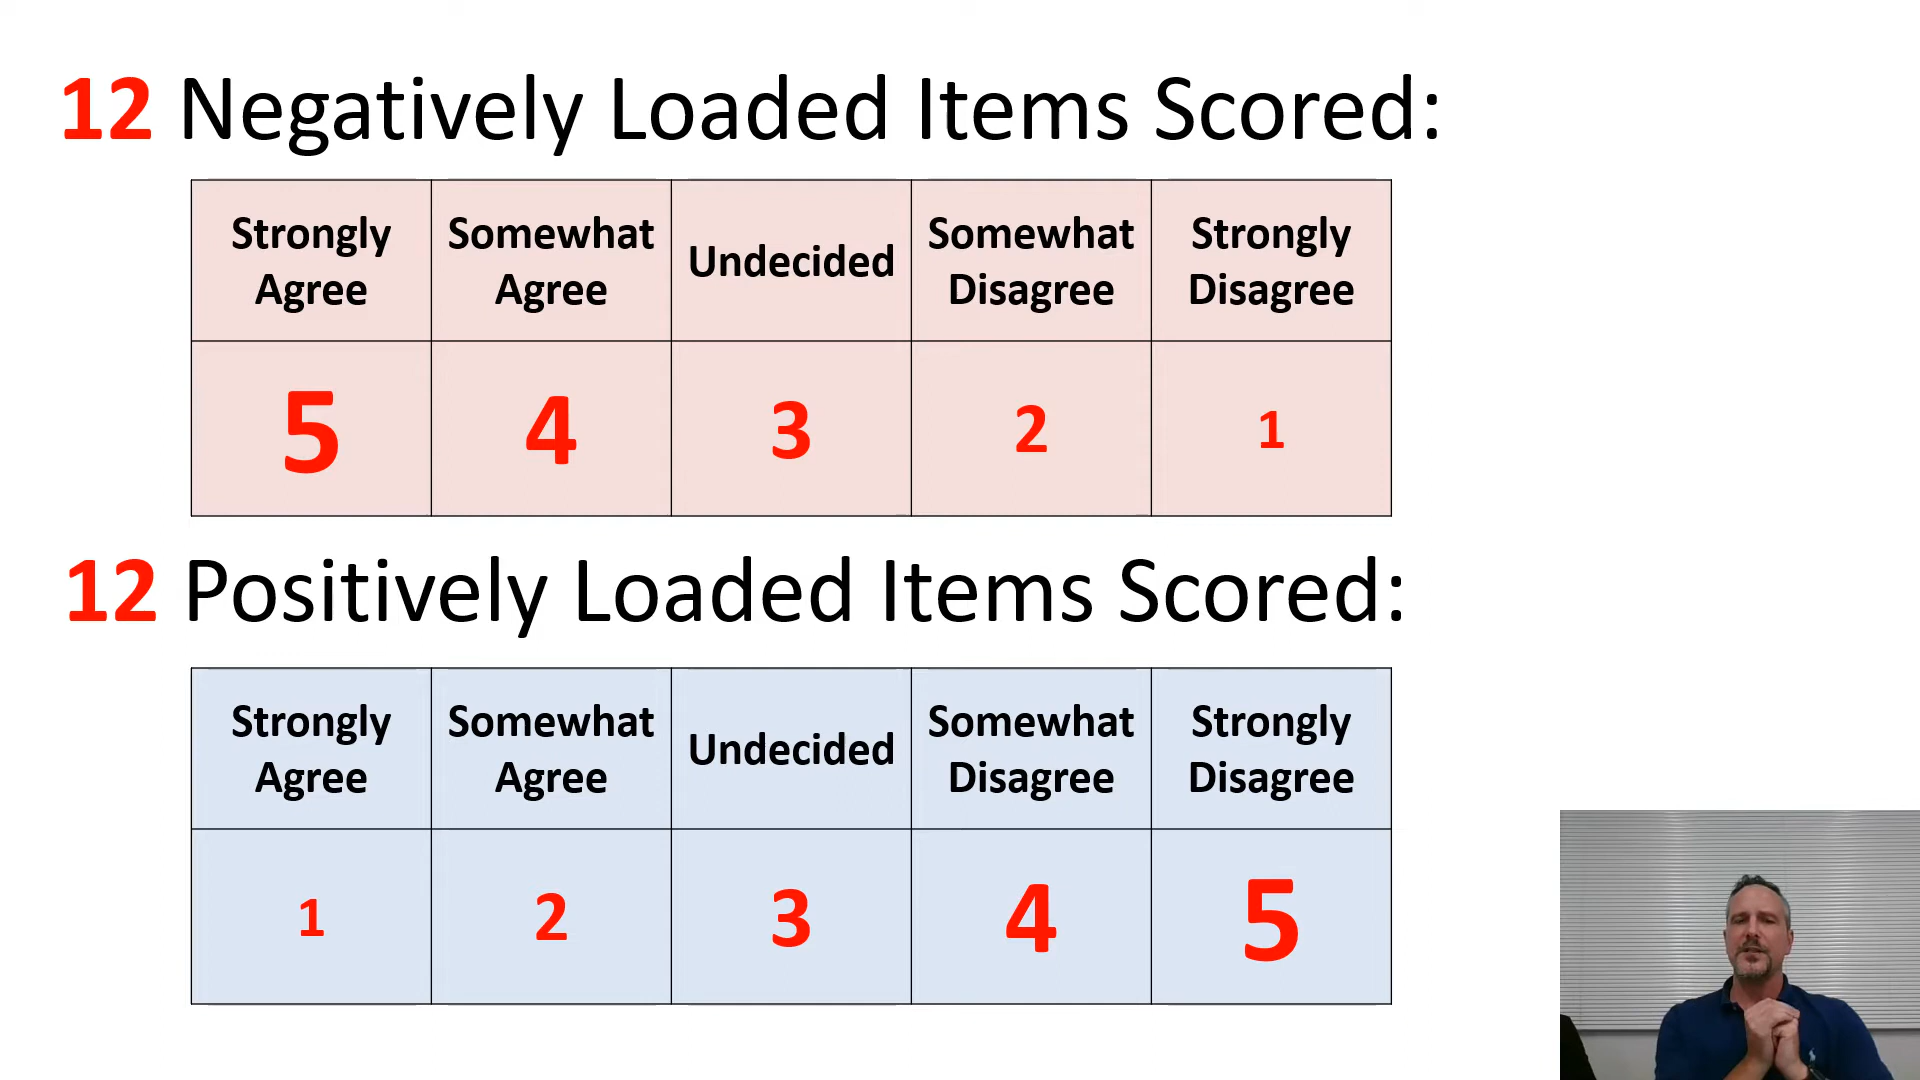 12 Negatively Loaded Items Scored:
Strongly Agree
Somewhat Agree
Undecided
Somewhat Disagree
Strongly Disagree
5 4 3 2 1
12 Positively Loaded Items Scored:
Strongly Agree
Somewhat Agree
Undecided
Somewhat Disagree
Strongly Disagree
1 2 3 4 5